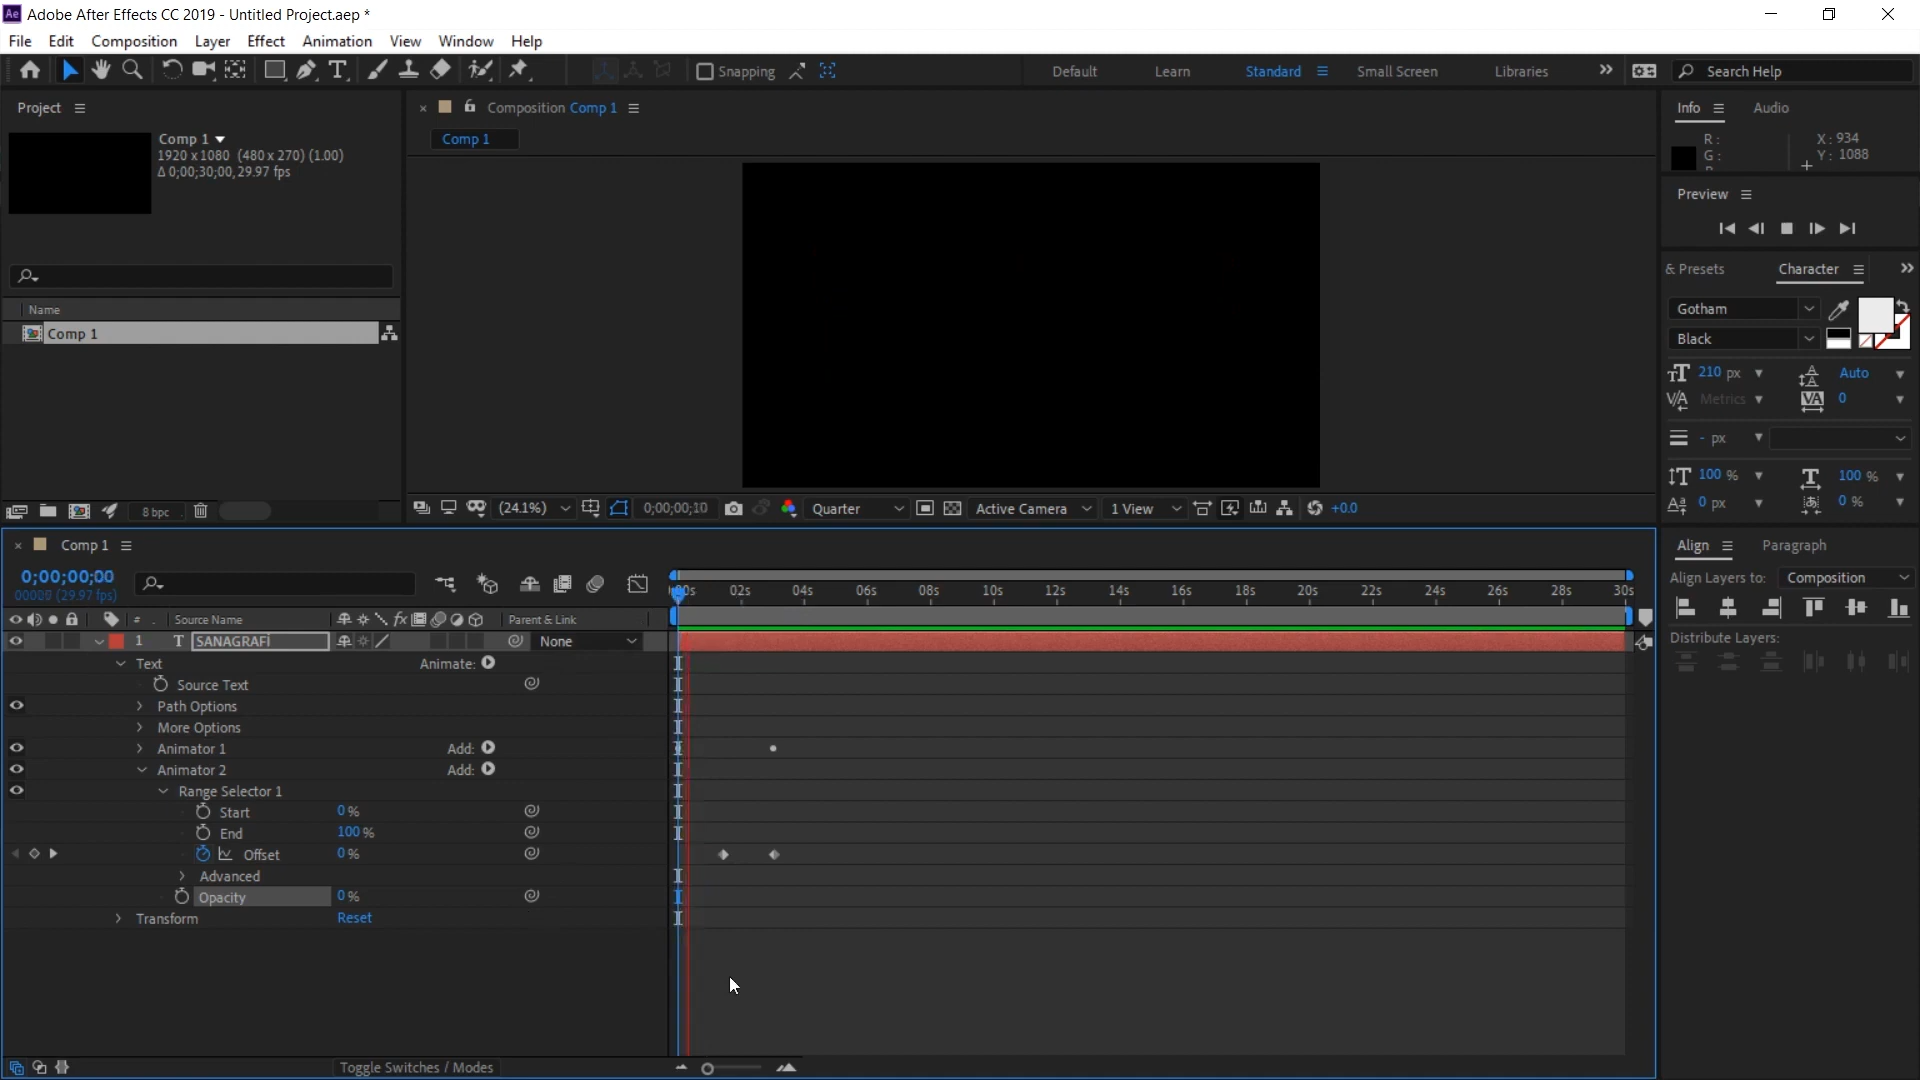 Ae Adobe After Effects CC 2019 - Untitled Project.aep *
File Edit Composition Layer Effect Animation View Window Help
Snapping Default Learn Standard Small Screen Libraries Search Help
Project
Comp 1
1920 x 1080 (480 x 270) (1.00)
Δ 0;00;30;00, 29.97 fps
Name
Comp 1
8 bpc
Composition Comp 1
Comp 1
(24.1%) 0;00;00;10 Quarter Active Camera 1 View +0.0
Info Audio
R:
G:
X: 934
Y: 1088
Preview
& Presets Character
Gotham
Black
210 px Auto
Metrics 0
- px
100 % 100 %
0 px 0 %
Align Paragraph
Align Layers to: Composition
Distribute Layers:
Comp 1
0;00;00;00
00000 (29.97 fps)
02s 04s 06s 08s 10s 12s 14s 16s 18s 20s 22s 24s 26s 28s 30s
# . Source Name Parent & Link
1 T SANAGRAFİ None
Text Animate:
Source Text
Path Options
More Options
Animator 1 Add:
Animator 2 Add:
Range Selector 1
Start 0 %
End 100 %
Offset 0 %
Advanced
Opacity 0 %
Transform Reset
Toggle Switches / Modes